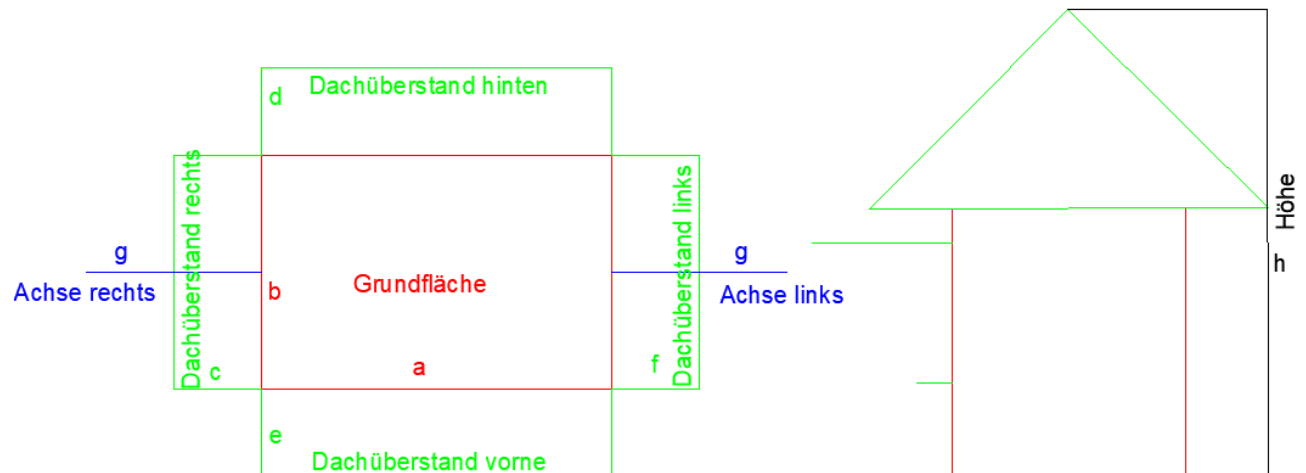 d
Dachüberstand hinten
Dachüberstand rechts
Dachüberstand links
Höhe
g
g
h
Achse rechts
b
Grundfläche
Achse links
c
a
f
e
Dachüberstand vorne